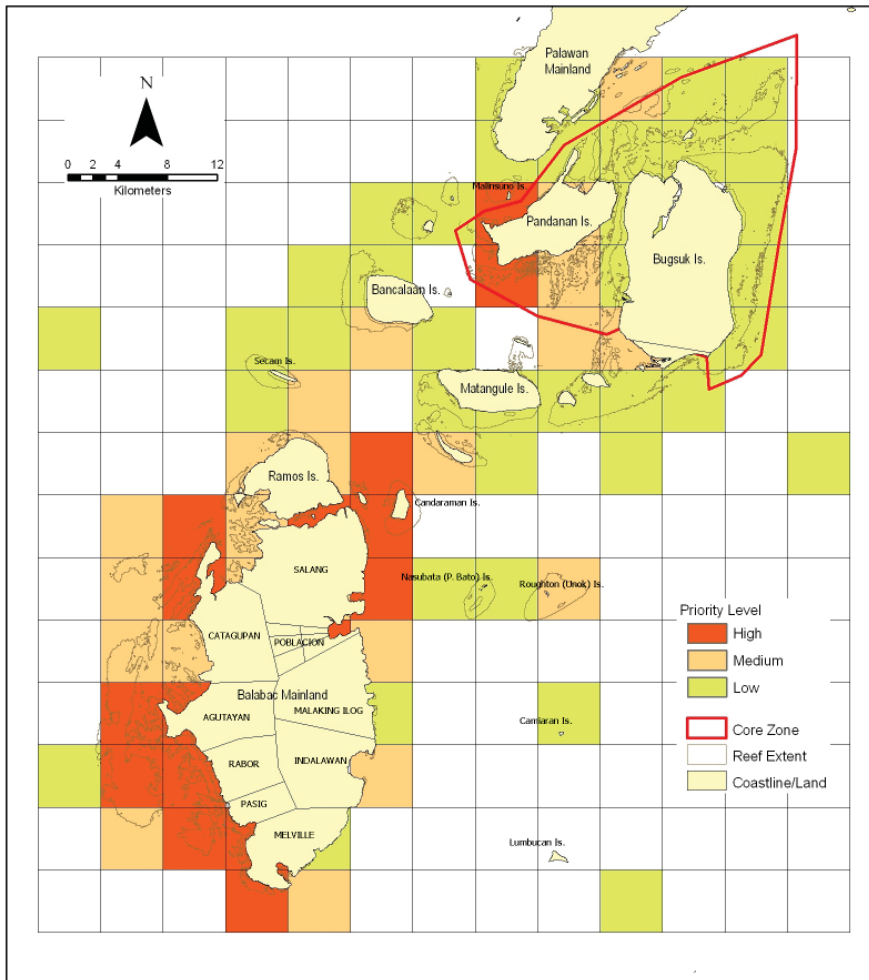 Palawan
Mainland
N
0 1 2 4 8 12
Kilometers
Malinsuno Is.
Pandanan Is.
Bugsuk Is.
Bancalaan Is.
Secam Is.
Matangule Is.
Ramos Is.
Candaraman Is.
SALANG
Nasubata (P. Bato) Is.
Roughton (Unok) Is.
CATAGUPAN
POBLACION
Balabac Mainland
AGUTAYAN
MALAKING ILOG
Camiaran Is.
RABOR
INDALAWAN
PASIG
MELVILLE
Lumbucan Is.
Priority Level
High
Medium
Low
Core Zone
Reef Extent
Coastline/Land